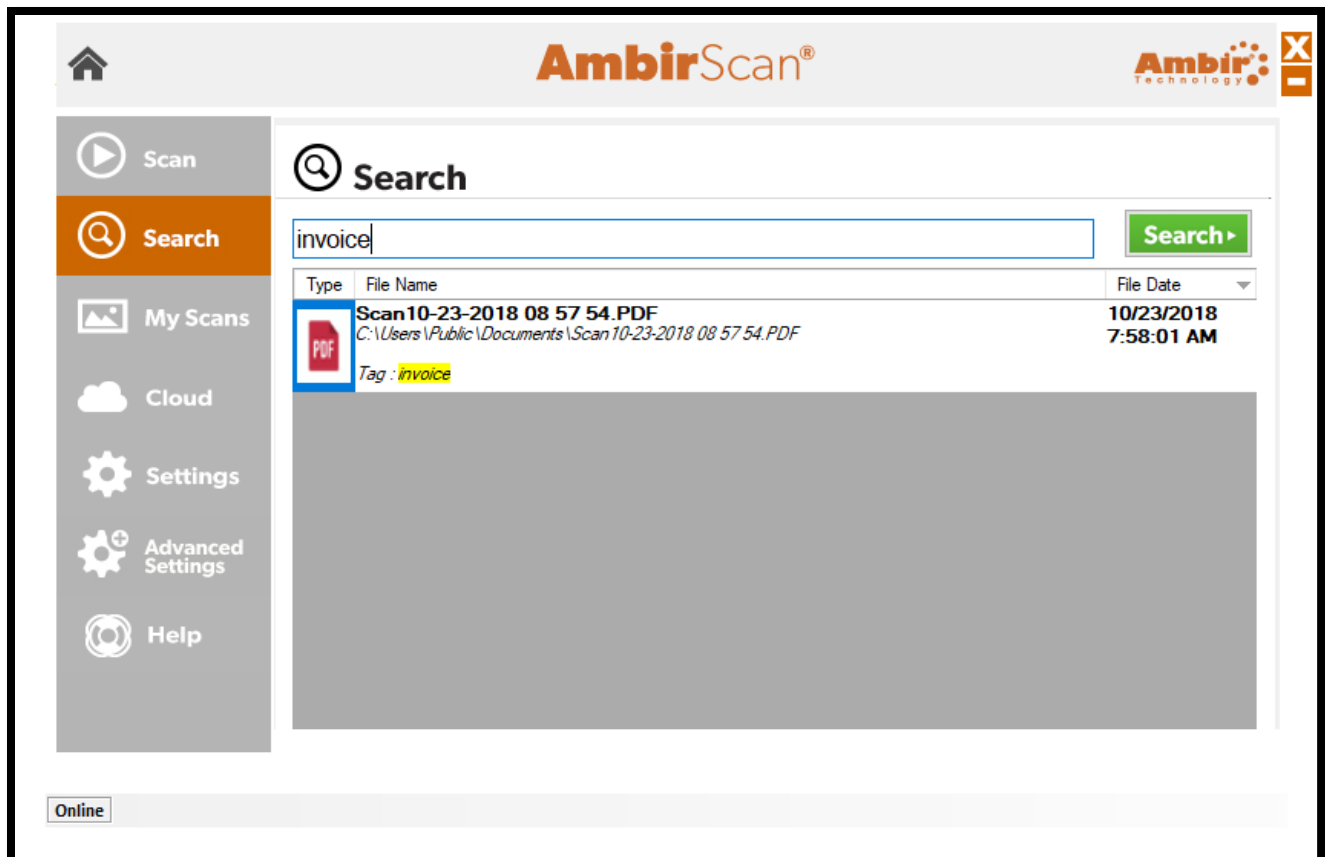 AmbirScan®
Ambir
Technology
X
Scan
Search
My Scans
Cloud
Settings
Advanced
Settings
Help
Search
invoice
Search
Type File Name File Date
PDF
Scan10-23-2018 08 57 54.PDF 10/23/2018
C:\Users\Public\Documents\Scan10-23-2018 08 57 54.PDF 7:58:01 AM
Tag : invoice
Online